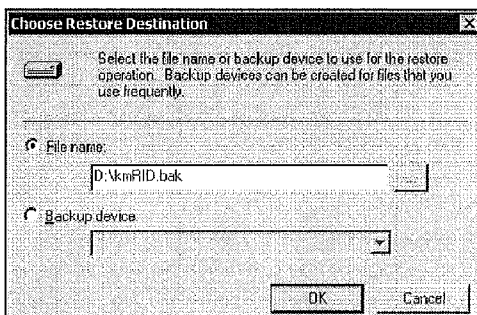 Choose Restore Destination
Select the file name or backup device to use for the restore
operation. Backup devices can be created for files that you
use frequently.
File name:
D:\kmRID.bak
...
Backup device
OK
Cancel